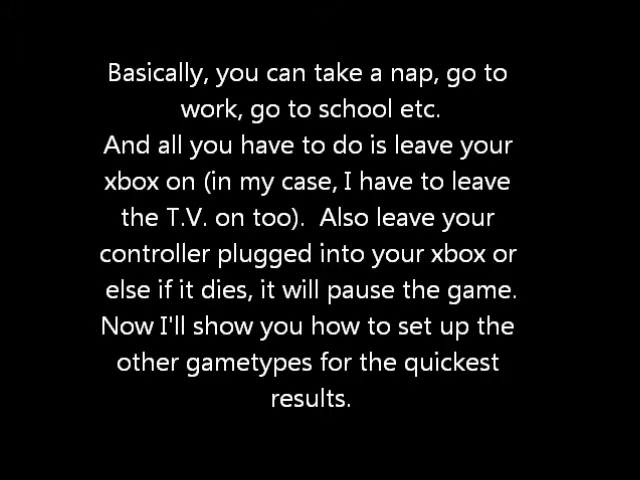 Basically, you can take a nap, go to
work, go to school etc.
And all you have to do is leave your
xbox on (in my case, I have to leave
the T.V. on too).  Also leave your
controller plugged into your xbox or
else if it dies, it will pause the game.
Now I'll show you how to set up the
other gametypes for the quickest
results.